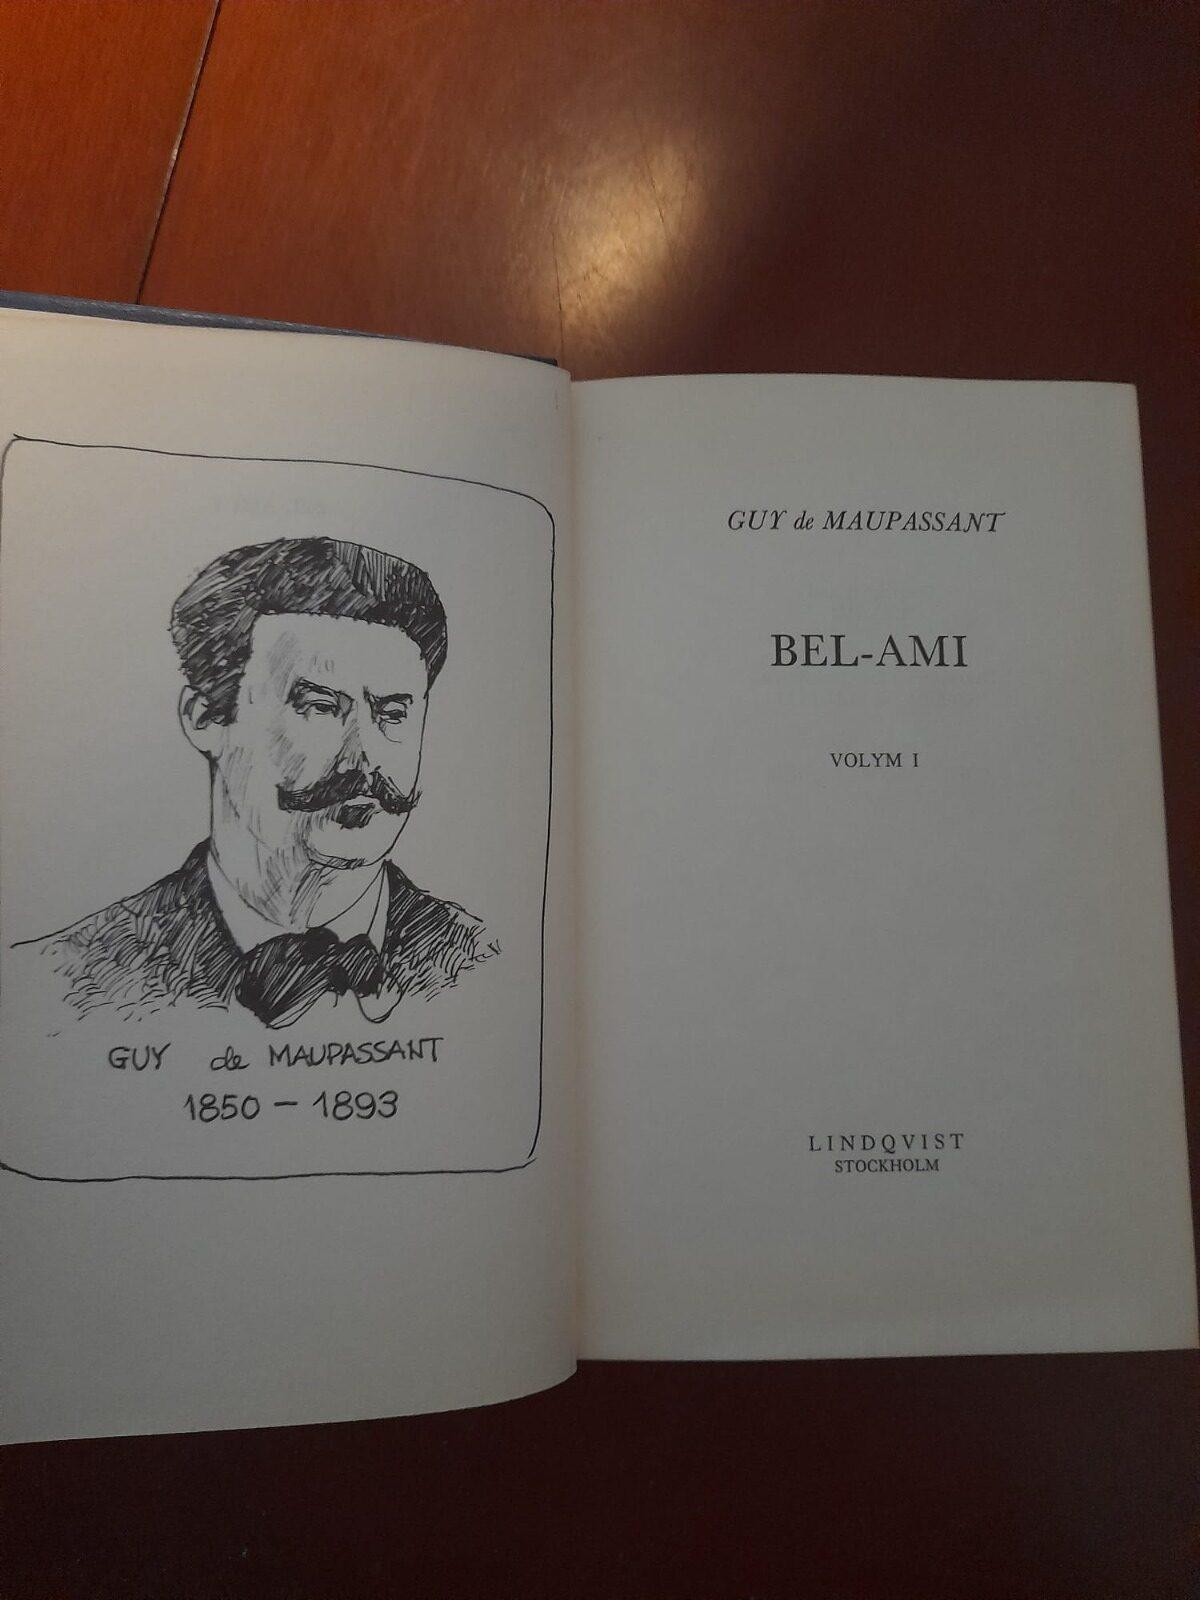 GUY de MAUPASSANT
1850 - 1893
GUY de MAUPASSANT
BEL-AMI
VOLYM I
LINDQVIST
STOCKHOLM